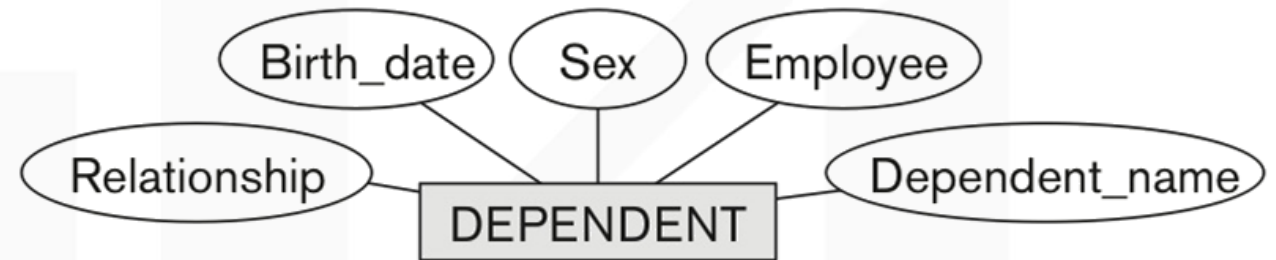 Birth_date
Sex
Employee
Relationship
Dependent_name
DEPENDENT